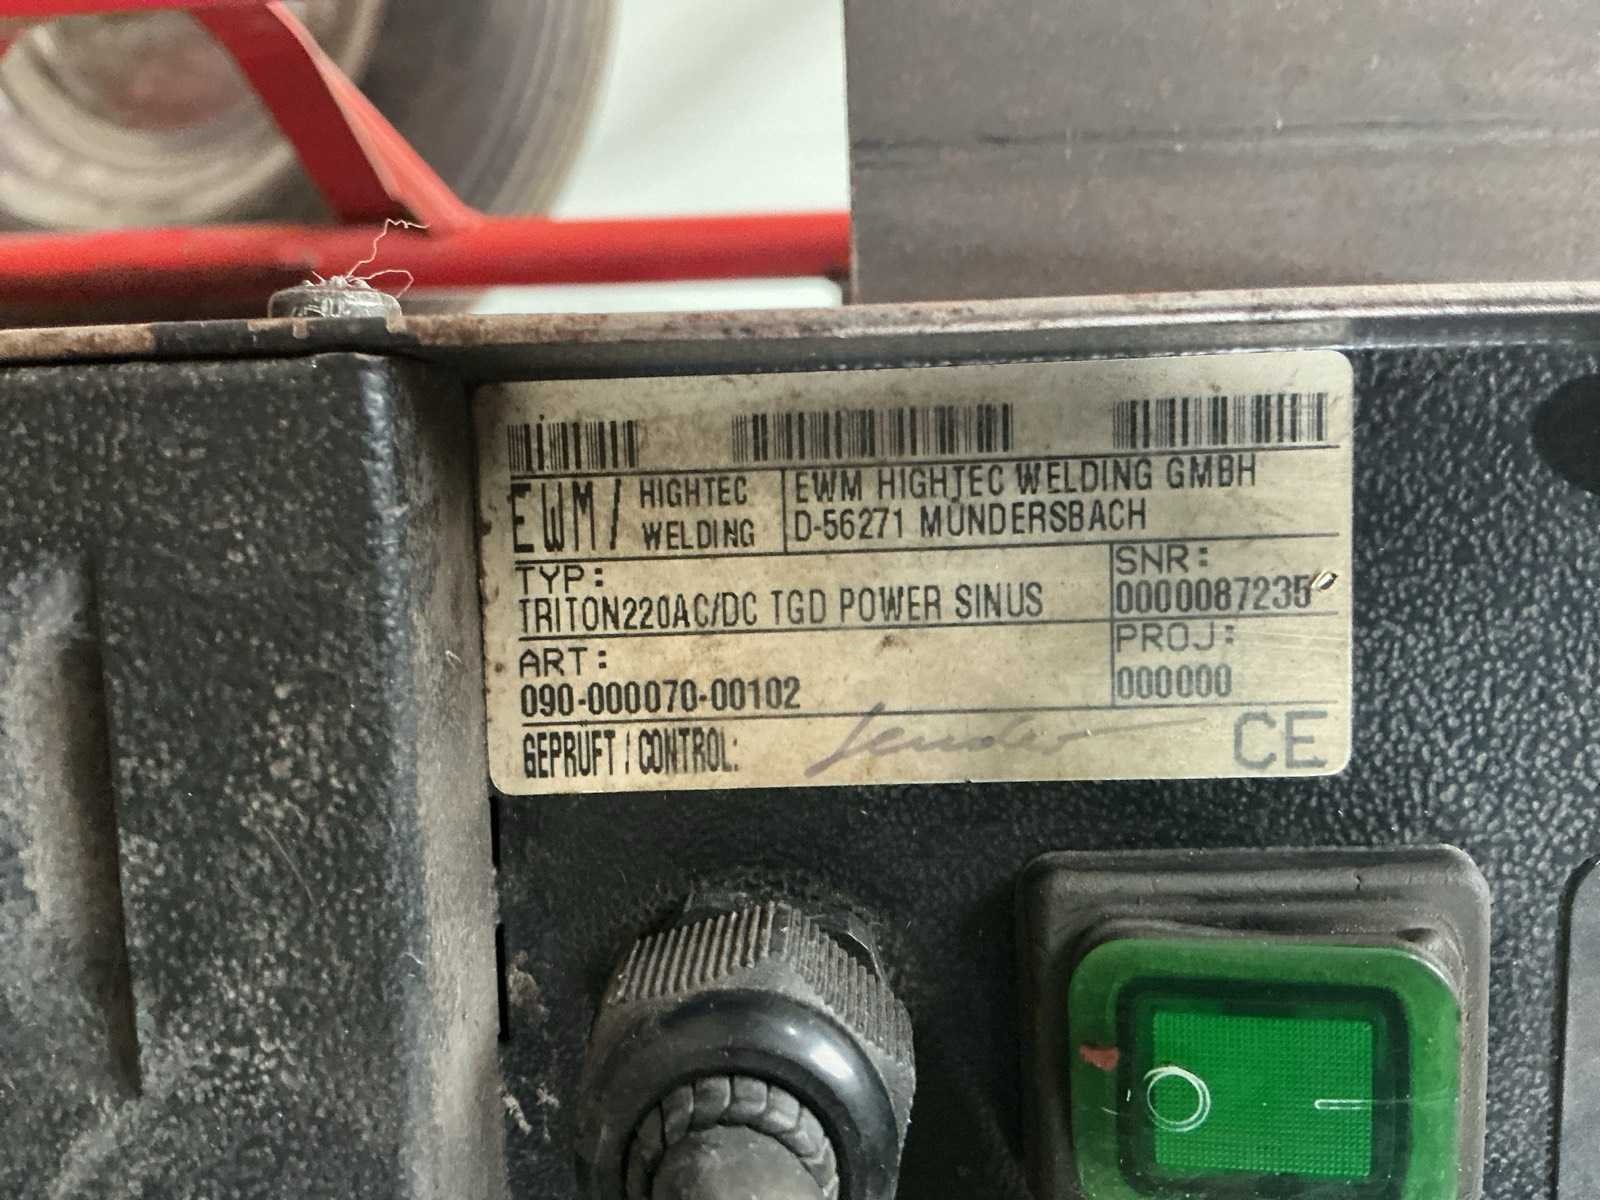 EWM/ HIGHTEC WELDING
EWM HIGHTEC WELDING GMBH
D-56271 MÜNDERSBACH
TYP:
TRITON220AC/DC TGD POWER SINUS
SNR:
0000087235
ART:
090-000070-00102
PROJ:
000000
GEPRÜFT / CONTROL:
CE